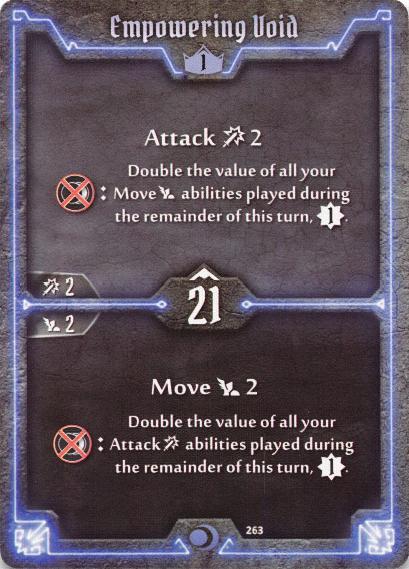 Empowering Void
1
Attack 2
Double the value of all your
: Move abilities played during
the remainder of this turn, 1
2
21
2
Move 2
Double the value of all your
: Attack abilities played during
the remainder of this turn, 1
263